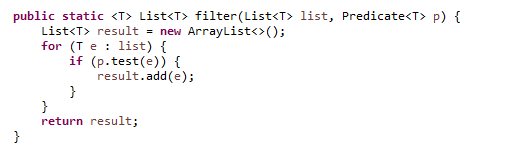 public static <T> List<T> filter(List<T> list, Predicate<T> p) {
    List<T> result = new ArrayList<>();
    for (T e : list) {
        if (p.test(e)) {
            result.add(e);
        }
    }
    return result;
}